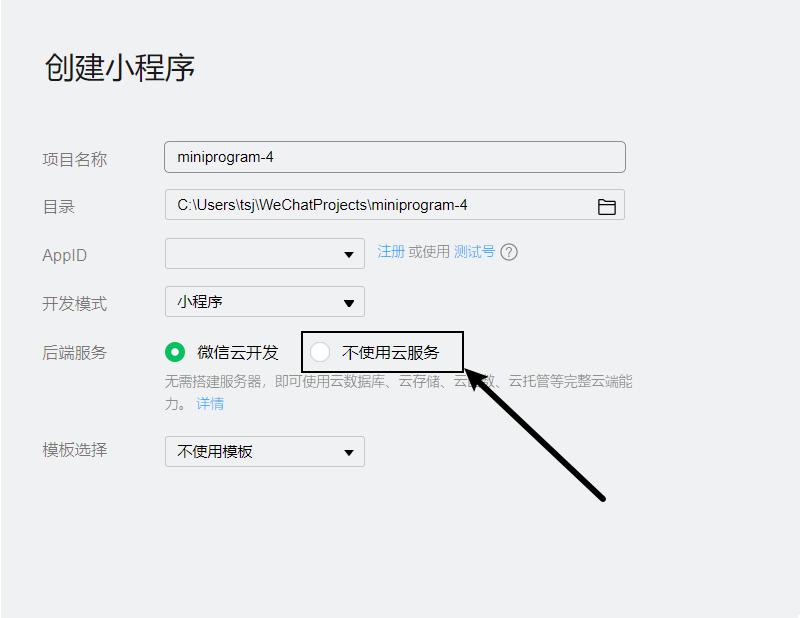 创建小程序
项目名称 miniprogram-4
目录 C:\Users\tsj\WeChatProjects\miniprogram-4
AppID 注册 或使用 测试号 ?
开发模式 小程序
后端服务 微信云开发 不使用云服务
无需搭建服务器，即可使用云数据库、云存储、云函数、云托管等完整云端能
力。 详情
模板选择 不使用模板